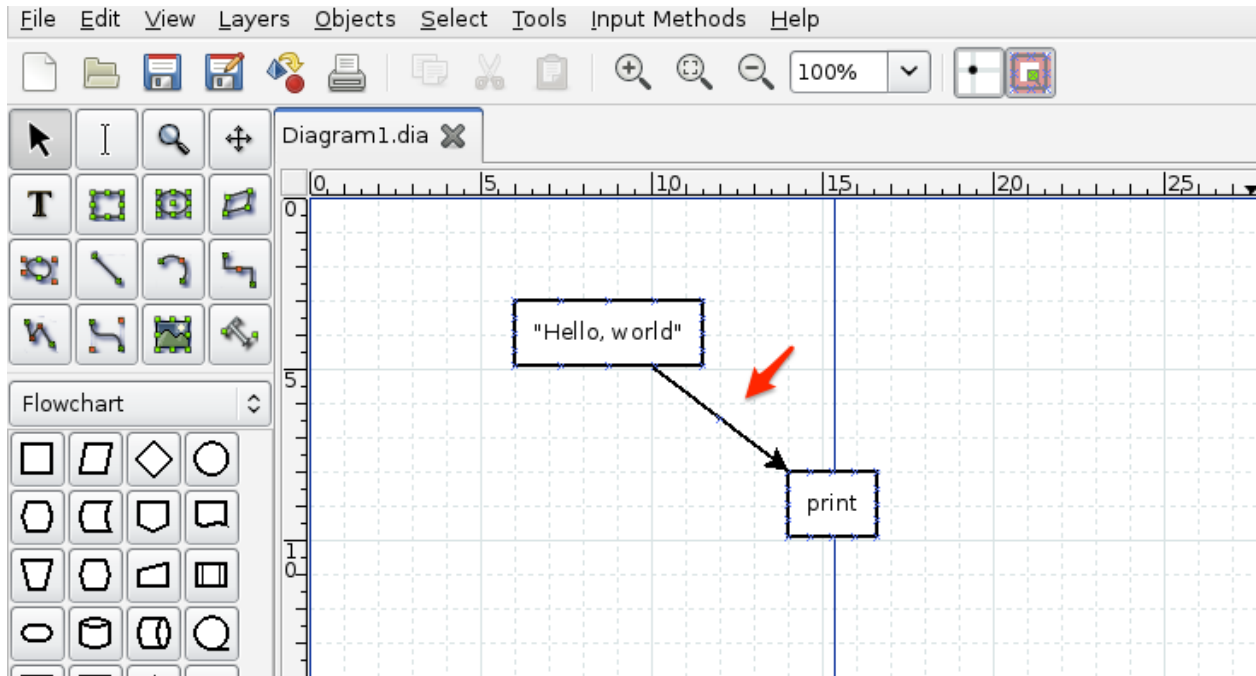 File Edit View Layers Objects Select Tools Input Methods Help
100%
Diagram1.dia
0 5 10 15 20 25
0
"Hello, world"
5
print
10
T
Flowchart